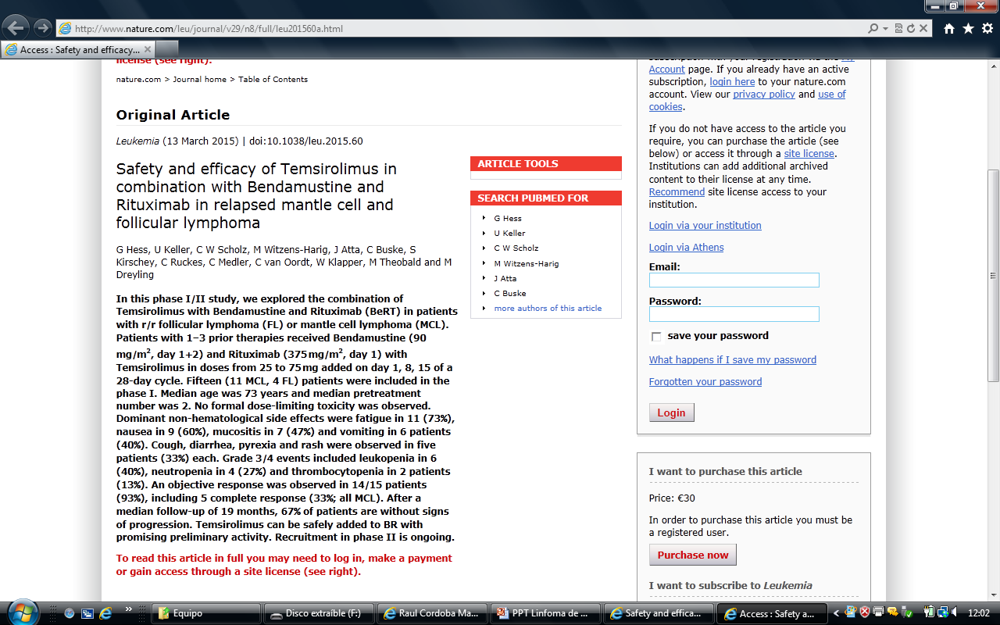 http://www.nature.com/leu/journal/v29/n8/full/leu201560a.html
Access : Safety and efficacy...
license (see right).
nature.com > Journal home > Table of Contents
Original Article
Leukemia (13 March 2015) | doi:10.1038/leu.2015.60
Safety and efficacy of Temsirolimus in
combination with Bendamustine and
Rituximab in relapsed mantle cell and
follicular lymphoma
G Hess, U Keller, C W Scholz, M Witzens-Harig, J Atta, C Buske, S
Kirschey, C Ruckes, C Medler, C van Oordt, W Klapper, M Theobald and M
Dreyling
In this phase I/II study, we explored the combination of
Temsirolimus with Bendamustine and Rituximab (BeRT) in patients
with r/r follicular lymphoma (FL) or mantle cell lymphoma (MCL).
Patients with 1–3 prior therapies received Bendamustine (90
mg/m², day 1+2) and Rituximab (375 mg/m², day 1) with
Temsirolimus in doses from 25 to 75 mg added on day 1, 8, 15 of a
28-day cycle. Fifteen (11 MCL, 4 FL) patients were included in the
phase I. Median age was 73 years and median pretreatment
number was 2. No formal dose-limiting toxicity was observed.
Dominant non-hematological side effects were fatigue in 11 (73%),
nausea in 9 (60%), mucositis in 7 (47%) and vomiting in 6 patients
(40%). Cough, diarrhea, pyrexia and rash were observed in five
patients (33%) each. Grade 3/4 events included leukopenia in 6
(40%), neutropenia in 4 (27%) and thrombocytopenia in 2 patients
(13%). An objective response was observed in 14/15 patients
(93%), including 5 complete response (33%; all MCL). After a
median follow-up of 19 months, 67% of patients are without signs
of progression. Temsirolimus can be safely added to BR with
promising preliminary activity. Recruitment in phase II is ongoing.
To read this article in full you may need to log in, make a payment
or gain access through a site license (see right).
ARTICLE TOOLS
SEARCH PUBMED FOR
G Hess
U Keller
C W Scholz
M Witzens-Harig
J Atta
C Buske
more authors of this article
subscription with your registration via the My
Account page. If you already have an active
subscription, login here to your nature.com
account. View our privacy policy and use of
cookies.
If you do not have access to the article you
require, you can purchase the article (see
below) or access it through a site license.
Institutions can add additional archived
content to their license at any time.
Recommend site license access to your
institution.
Login via your institution
Login via Athens
Email:
Password:
save your password
What happens if I save my password
Forgotten your password
Login
I want to purchase this article
Price: €30
In order to purchase this article you must be
a registered user.
Purchase now
I want to subscribe to Leukemia
Equipo
Disco extraíble (F:)
Raul Cordoba Ma...
PPT Linfoma de ...
Safety and effica...
Access : Safety a...
12:02